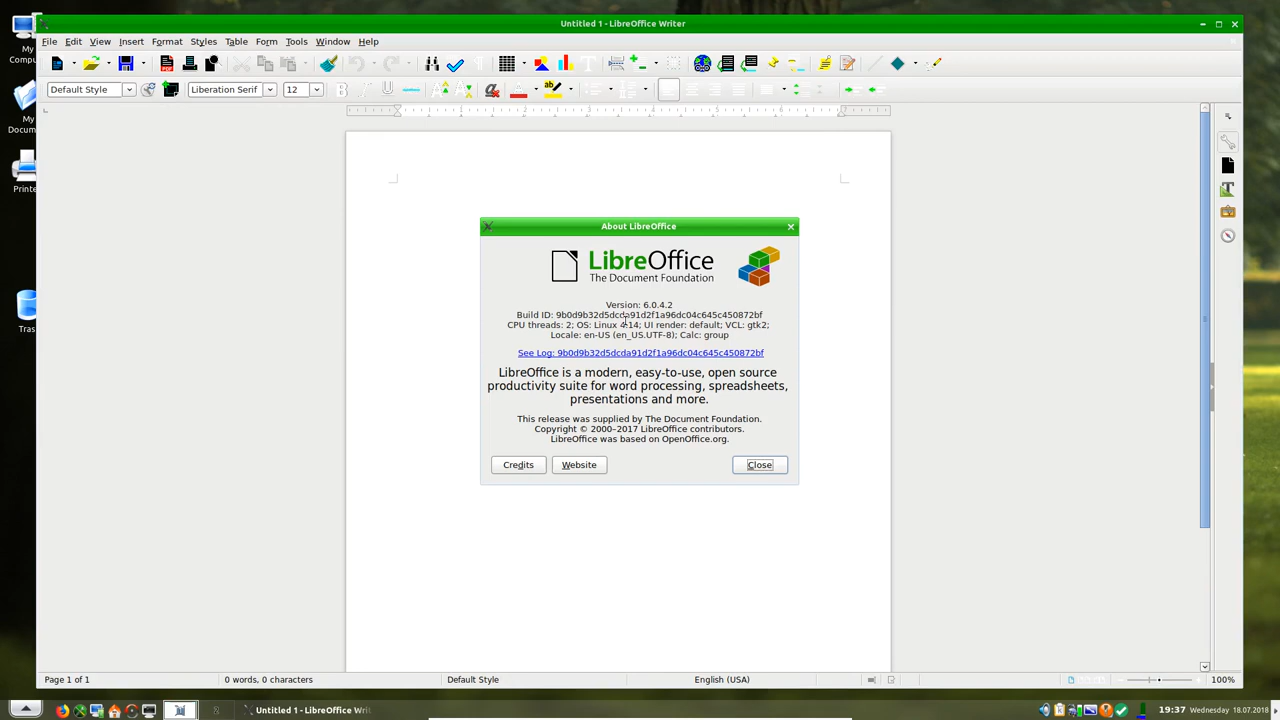 Untitled 1 - LibreOffice Writer
File Edit View Insert Format Styles Table Form Tools Window Help
Default Style
Liberation Serif
12
My
My
Trash
About LibreOffice
LibreOffice
The Document Foundation
Version: 6.0.4.2
Build ID: 9b0d9b32d5dcda91d2f1a96dc04c645c450872bf
CPU threads: 2; OS: Linux 4.14; UI render: default; VCL: gtk2;
Locale: en-US (en_US.UTF-8); Calc: group
See Log: 9b0d9b32d5dcda91d2f1a96dc04c645c450872bf
LibreOffice is a modern, easy-to-use, open source
productivity suite for word processing, spreadsheets,
presentations and more.
This release was supplied by The Document Foundation.
Copyright © 2000–2017 LibreOffice contributors.
LibreOffice was based on OpenOffice.org.
Credits Website Close
Page 1 of 1 0 words, 0 characters Default Style English (USA) 100%
2 Untitled 1 - LibreOffice Writ
19:37 Wednesday 18.07.2018